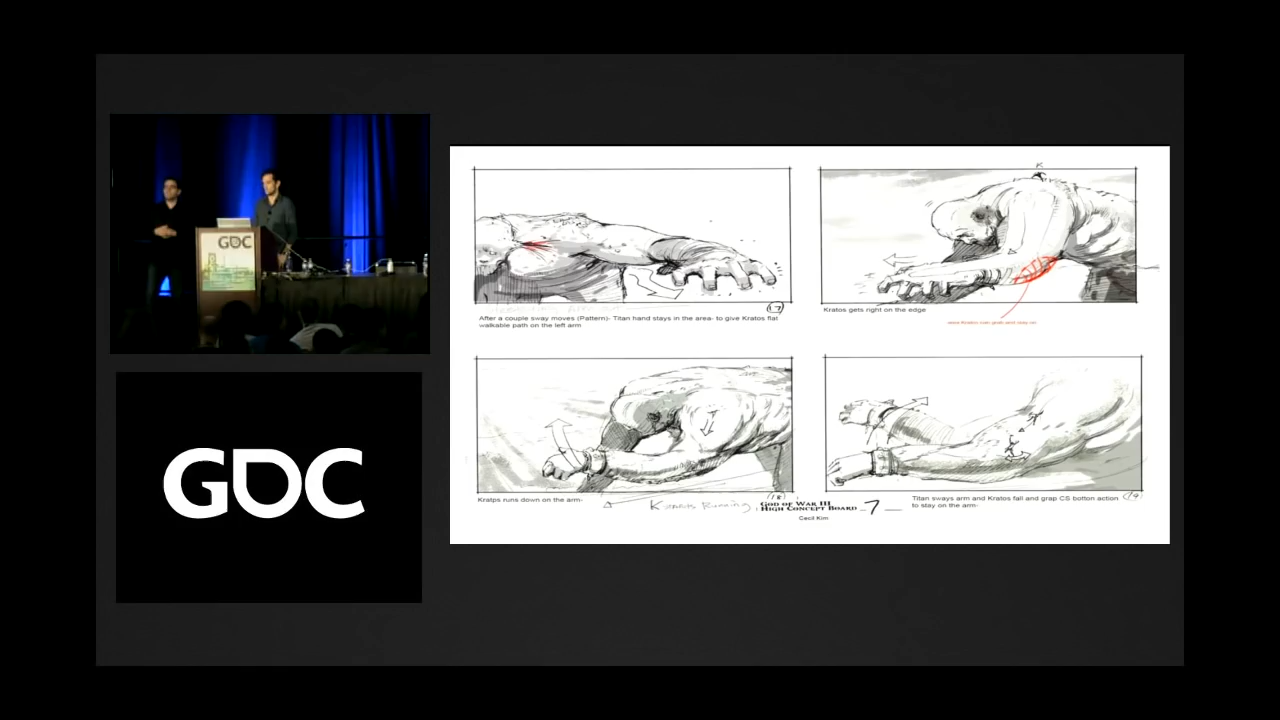 GDC
After a couple sway moves (Pattern)- Titan hand stays in the area- to give Kratos flat
walkable path on the left arm
17
K
Kratos gets right on the edge
GDC
Kratps runs down on the arm-
18
Kratos Running
GOD OF WAR III
HIGH CONCEPT BOARD
7
Cecil Kim
Titan sways arm and Kratos fall and grap CS botton action
to stay on the arm-
19